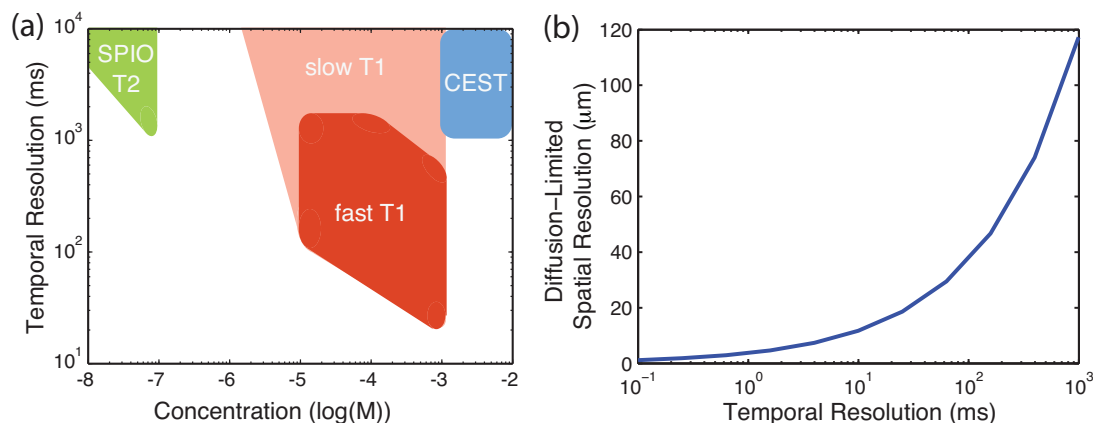 (a)
Temporal Resolution (ms)
10^4
10^3
10^2
10^1
SPIO
T2
slow T1
CEST
fast T1
-8
-7
-6
-5
-4
-3
-2
Concentration (log(M))
(b)
Diffusion–Limited
Spatial Resolution (μm)
120
100
80
60
40
20
0
10^−1
10^0
10^1
10^2
10^3
Temporal Resolution (ms)